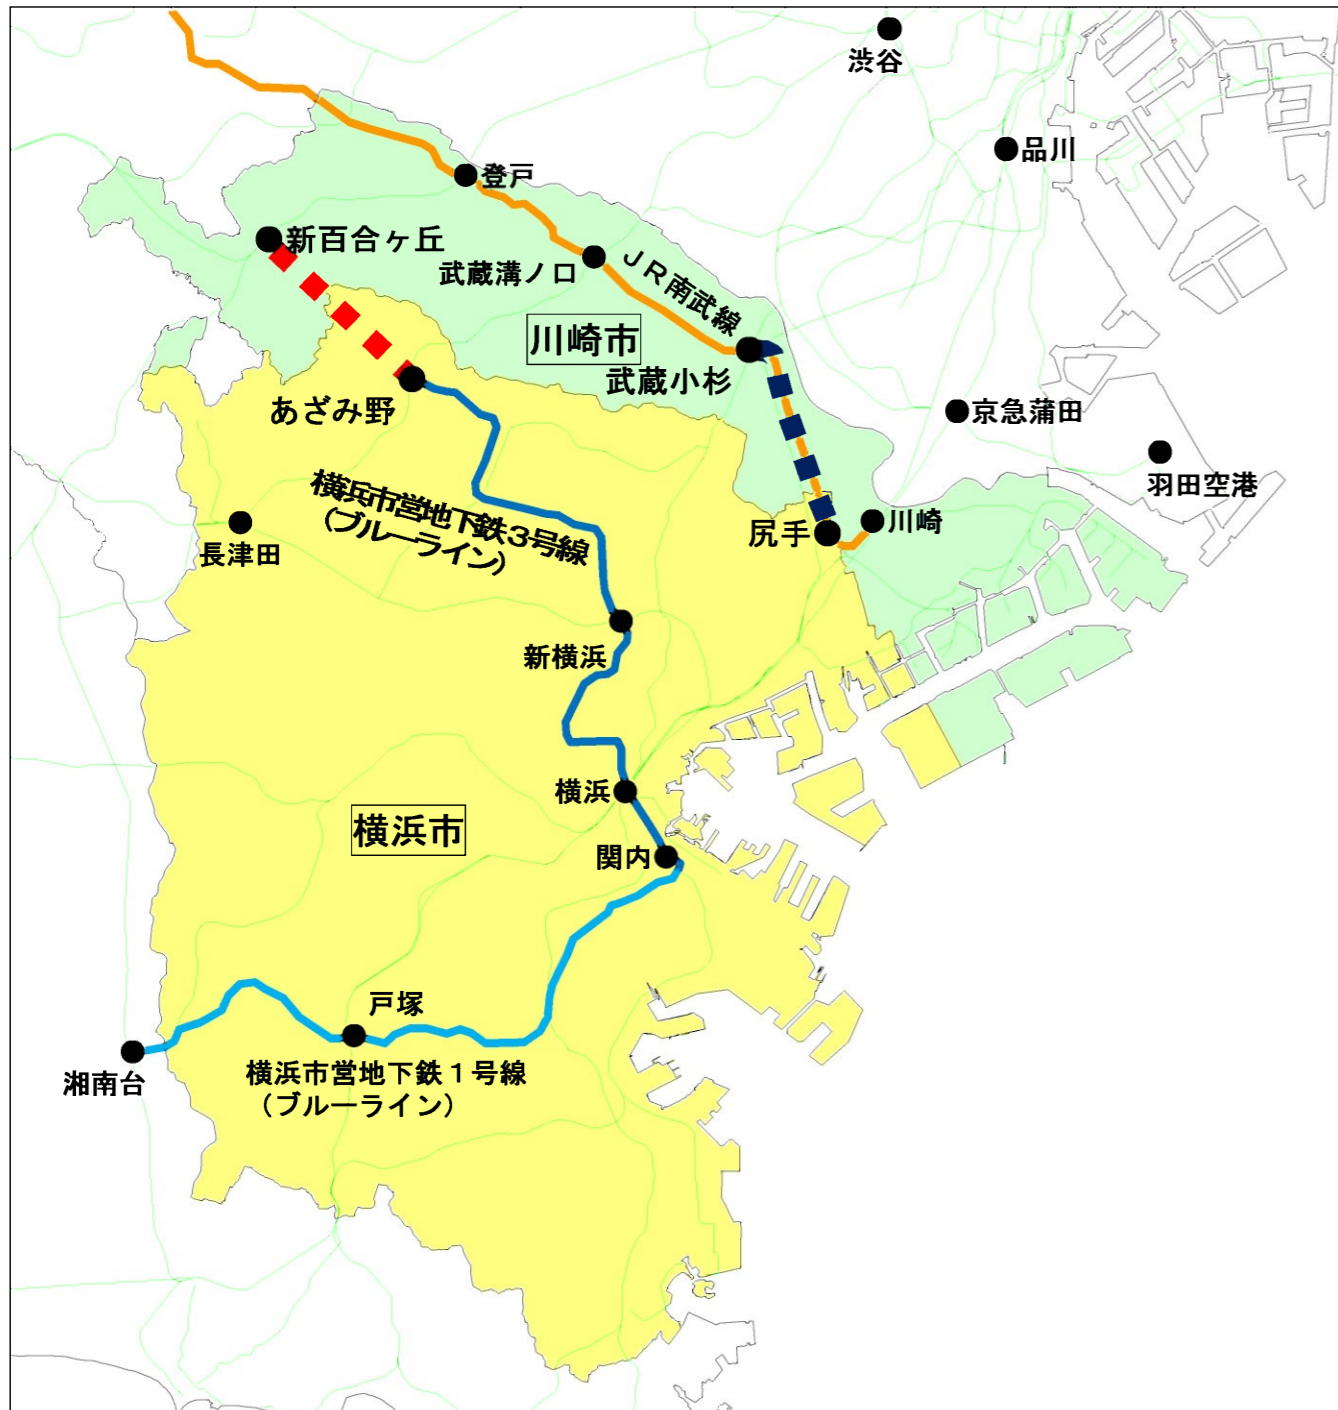 渋谷
品川
登戸
新百合ヶ丘
武蔵溝ノ口
ＪＲ南武線
川崎市
武蔵小杉
あざみ野
京急蒲田
羽田空港
横浜市営地下鉄３号線
（ブルーライン）
長津田
尻手
川崎
新横浜
横浜
横浜市
関内
戸塚
湘南台
横浜市営地下鉄１号線
（ブルーライン）